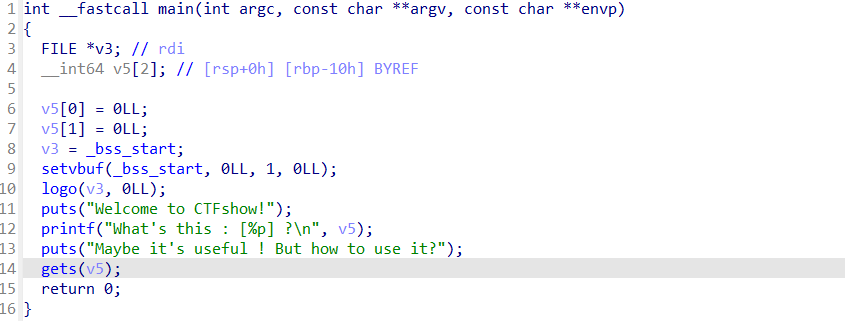 1 int __fastcall main(int argc, const char **argv, const char **envp)
2 {
3 FILE *v3; // rdi
4 __int64 v5[2]; // [rsp+0h] [rbp-10h] BYREF
5
6 v5[0] = 0LL;
7 v5[1] = 0LL;
8 v3 = _bss_start;
9 setvbuf(_bss_start, 0LL, 1, 0LL);
10 logo(v3, 0LL);
11 puts("Welcome to CTFshow!");
12 printf("What's this : [%p] ?\n", v5);
13 puts("Maybe it's useful ! But how to use it?");
14 gets(v5);
15 return 0;
16 }